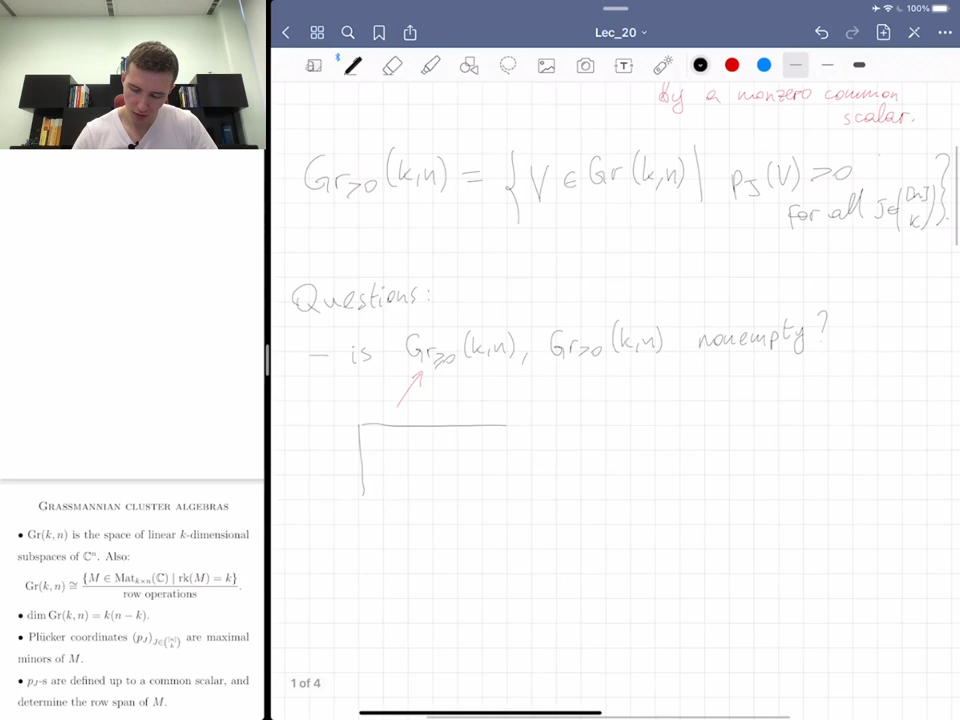 100%
Lec_20
By a nonzero common
scalar.
Gr>0(k,n) = { V ∈ Gr(k,n) | pJ(V) > 0
for all J ∈ ([n] k) }.
Questions:
— is Gr≥0(k,n), Gr>0(k,n) nonempty?
1 of 4
GRASSMANNIAN CLUSTER ALGEBRAS
• Gr(k, n) is the space of linear k-dimensional
subspaces of ℂⁿ. Also:
Gr(k, n) ≅ {M ∈ Mat_{k×n}(ℂ) | rk(M) = k} / row operations.
• dim Gr(k, n) = k(n − k).
• Plücker coordinates (p_J)_{J∈([n] k)} are maximal
minors of M.
• p_J-s are defined up to a common scalar, and
determine the row span of M.